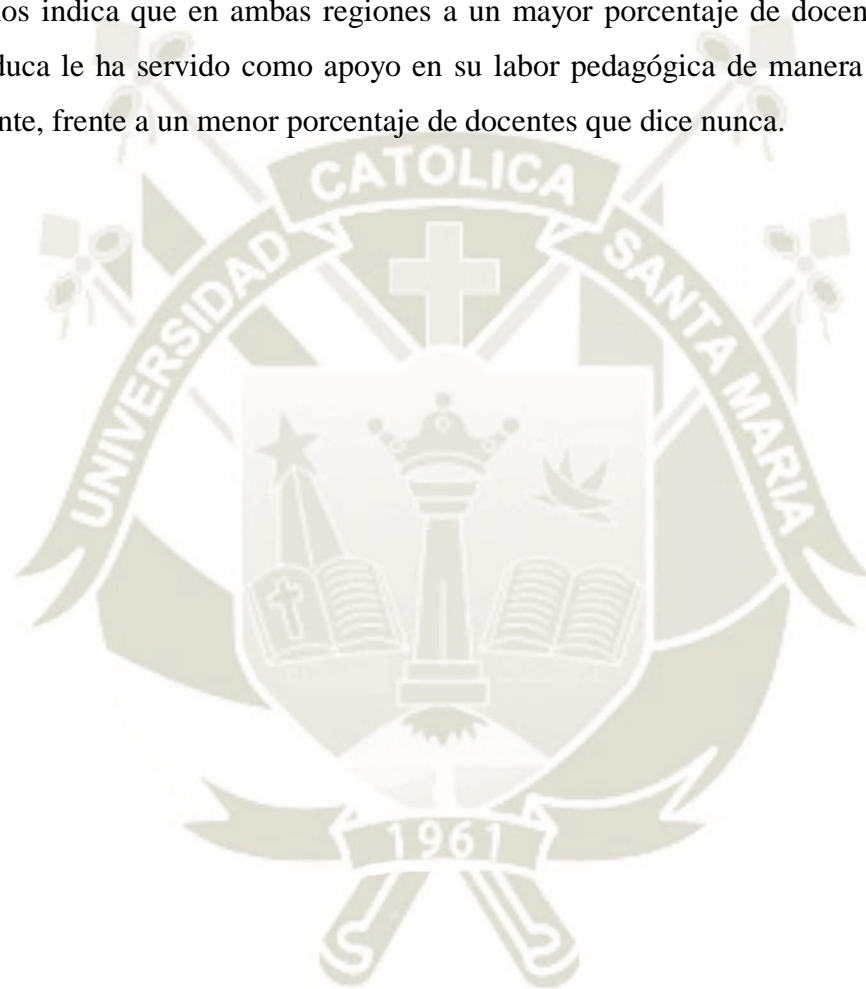 os indica que en ambas regiones a un mayor porcentaje de docen
duca le ha servido como apoyo en su labor pedagógica de manera
nte, frente a un menor porcentaje de docentes que dice nunca.
UNIVERSIDAD CATOLICA SANTA MARIA
1961